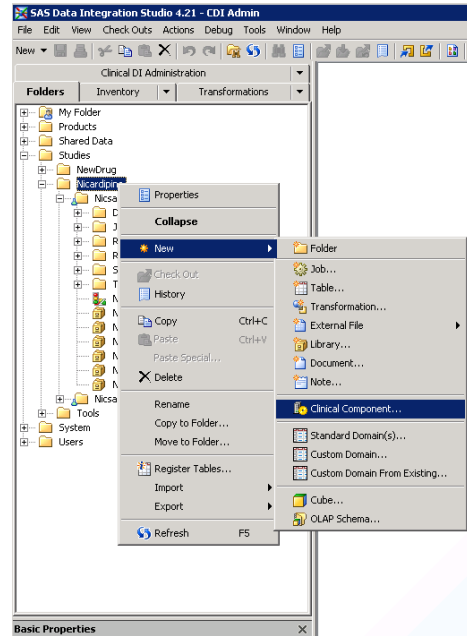 SAS Data Integration Studio 4.21 - CDI Admin
File Edit View Check Outs Actions Debug Tools Window Help
New
Clinical DI Administration
Folders Inventory Transformations
My Folder
Products
Shared Data
Studies
NewDrug
Nicardipine
Nicsa
D
J
R
R
S
T
N
N
N
N
N
N
Nicsa
Tools
System
Users
Properties
Collapse
New
Check Out
History
Copy Ctrl+C
Paste Ctrl+V
Paste Special...
Delete
Rename
Copy to Folder...
Move to Folder...
Register Tables...
Import
Export
Refresh F5
Folder
Job...
Table...
Transformation...
External File
Library...
Document...
Note...
Clinical Component...
Standard Domain(s)...
Custom Domain...
Custom Domain From Existing...
Cube...
OLAP Schema...
Basic Properties